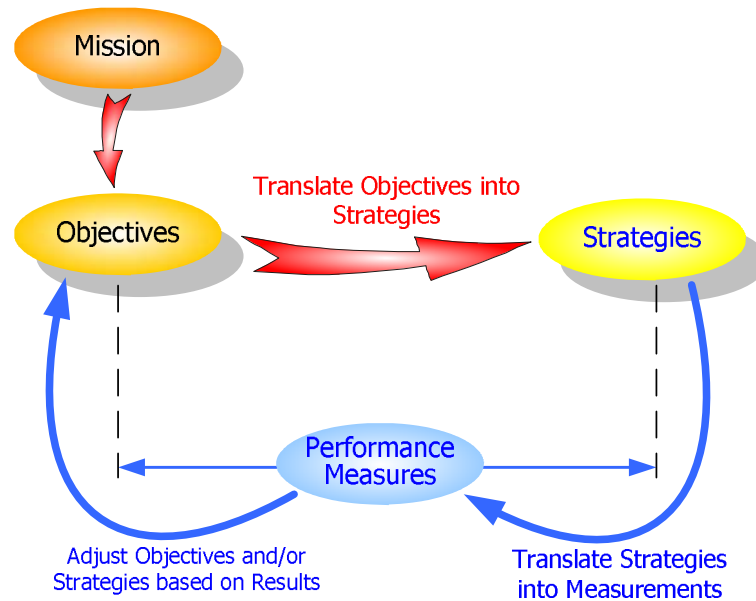 Mission
Translate Objectives into
Strategies
Objectives
Strategies
Performance
Measures
Adjust Objectives and/or
Strategies based on Results
Translate Strategies
into Measurements